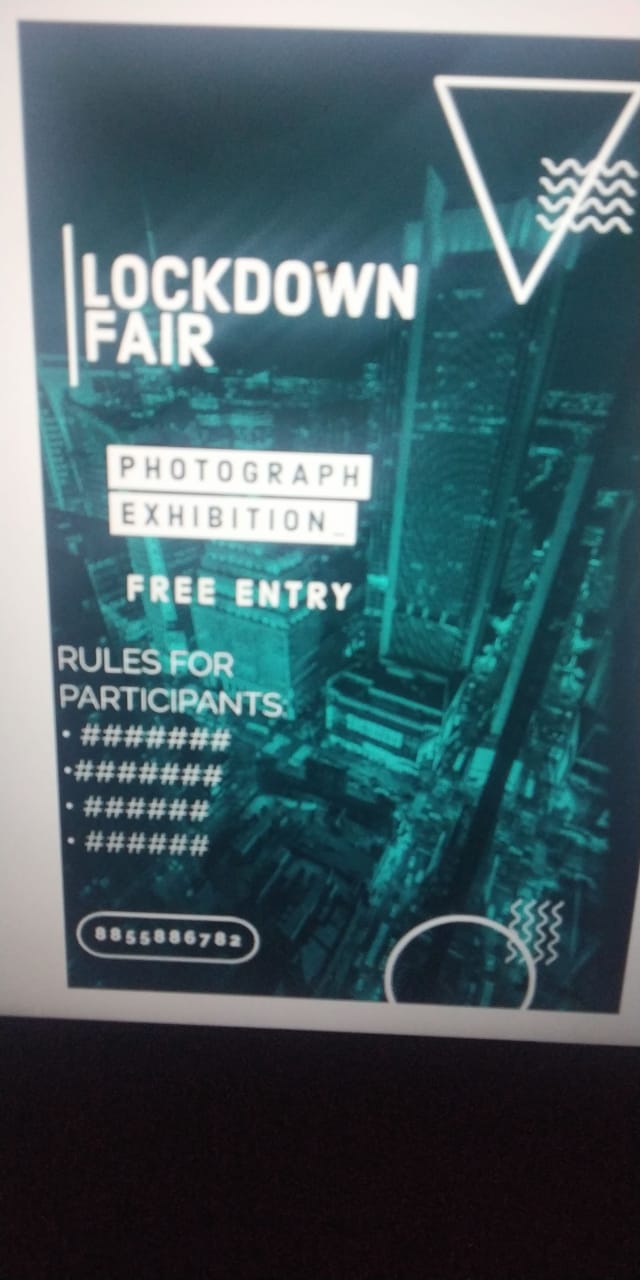 LOCKDOWN
FAIR
PHOTOGRAPH
EXHIBITION_
FREE ENTRY
RULES FOR
PARTICIPANTS:
• #######
•#######
• ######
• ######
8855886782